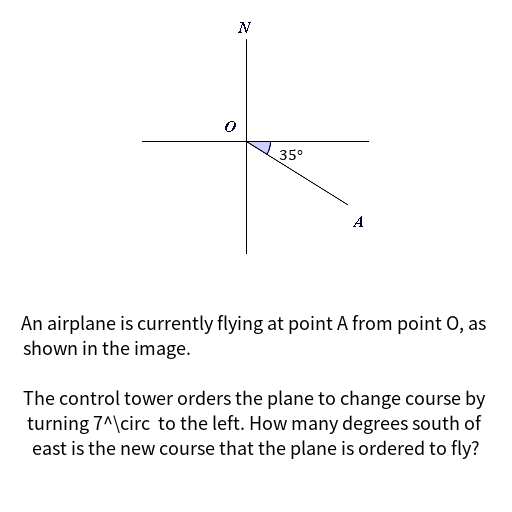 N
O
35°
A
An airplane is currently flying at point A from point O, as
shown in the image.
The control tower orders the plane to change course by
turning 7^\circ to the left. How many degrees south of
east is the new course that the plane is ordered to fly?